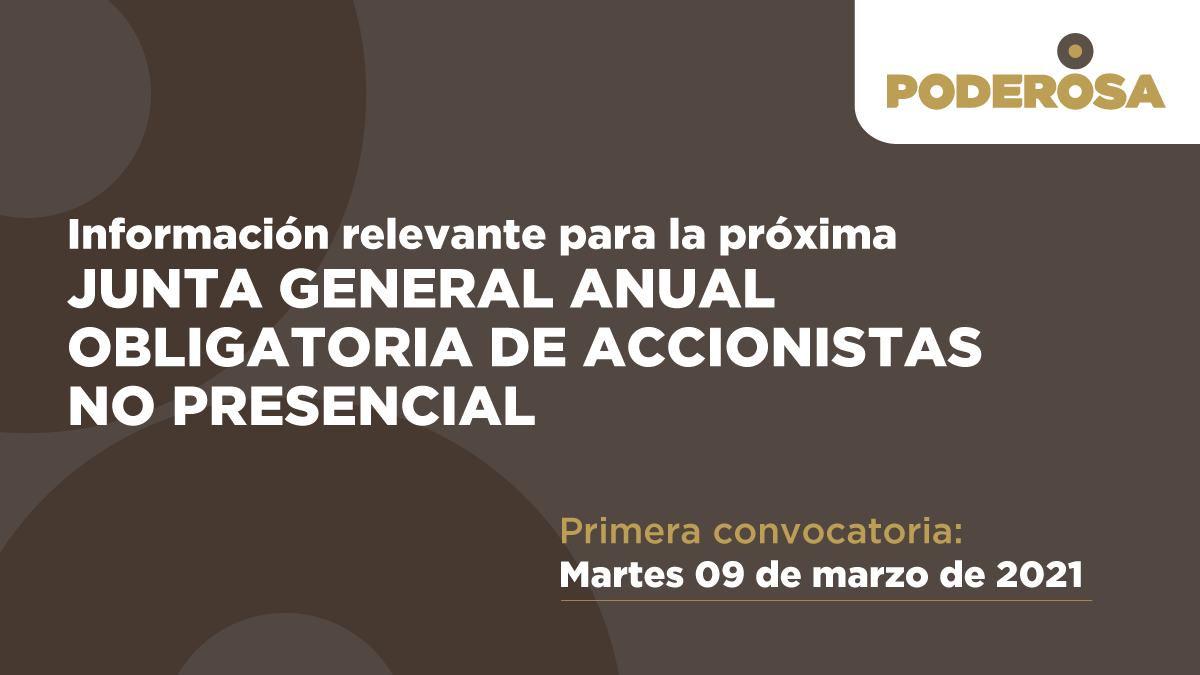 PODEROSA
Información relevante para la próxima
JUNTA GENERAL ANUAL
OBLIGATORIA DE ACCIONISTAS
NO PRESENCIAL
Primera convocatoria:
Martes 09 de marzo de 2021